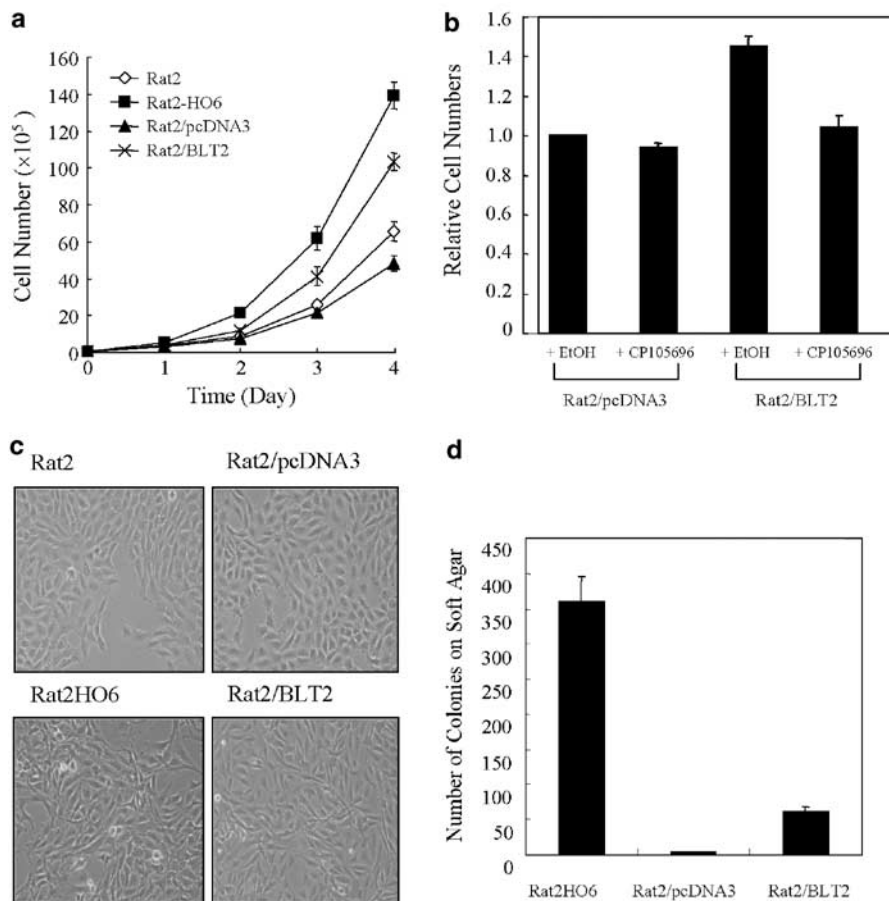 a
160
140
120
100
80
60
40
20
0
Cell Number (×10⁵)
Rat2
Rat2-HO6
Rat2/pcDNA3
Rat2/BLT2
0 1 2 3 4
Time (Day)
b
1.6
1.4
1.2
1.0
0.8
0.6
1.4
1.2
0
Relative Cell Numbers
+ EtOH + CP105696 + EtOH + CP105696
Rat2/pcDNA3 Rat2/BLT2
c
Rat2 Rat2/pcDNA3
Rat2HO6 Rat2/BLT2
d
450
400
350
350
250
200
150
100
50
0
Number of Colonies on Soft Agar
Rat2HO6 Rat2/pcDNA3 Rat2/BLT2